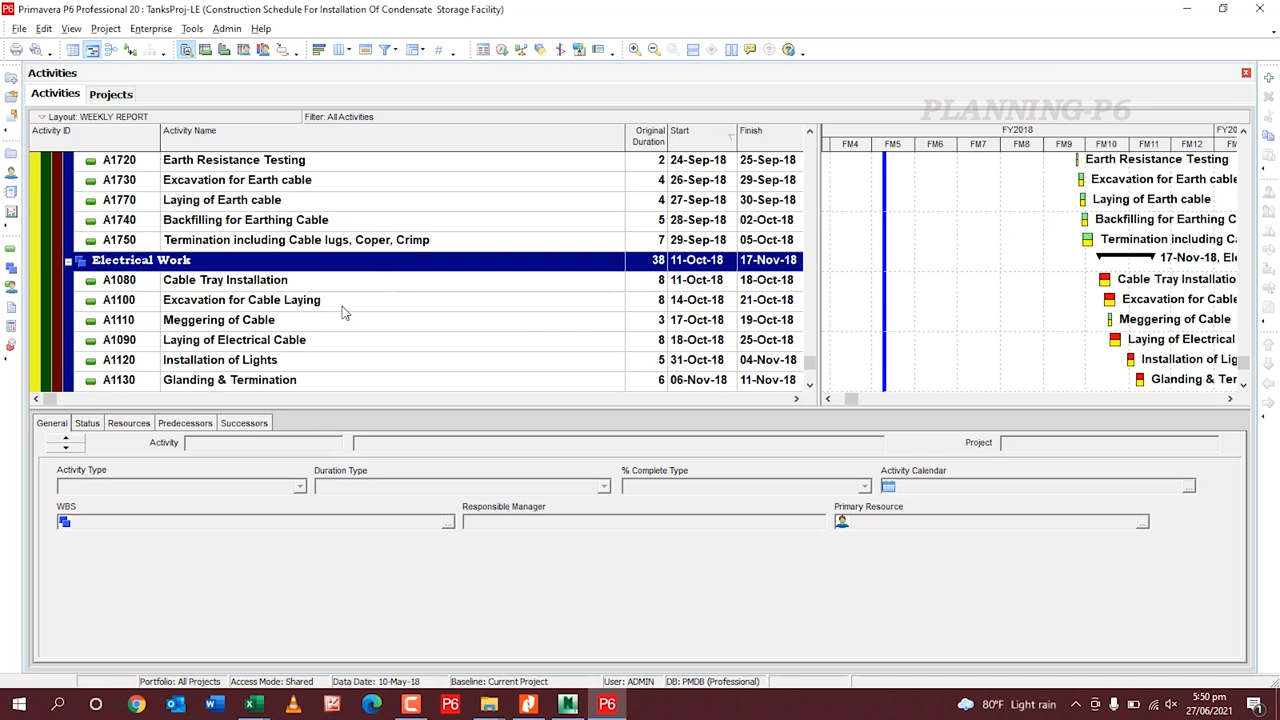 Primavera P6 Professional 20 : TanksProj-LE (Construction Schedule For Installation Of Condensate Storage Facility)
File Edit View Project Enterprise Tools Admin Help
Activities
Activities Projects
PLANNING-P6
Layout: WEEKLY REPORT Filter: All Activities
Activity ID Activity Name Original Duration Start Finish
FY2018
FM4 FM5 FM6 FM7 FM8 FM9 FM10 FM11 FM12
A1720 Earth Resistance Testing 2 24-Sep-18 25-Sep-18 Earth Resistance Testing
A1730 Excavation for Earth cable 4 26-Sep-18 29-Sep-18 Excavation for Earth cable
A1770 Laying of Earth cable 4 27-Sep-18 30-Sep-18 Laying of Earth cable
A1740 Backfilling for Earthing Cable 5 28-Sep-18 02-Oct-18 Backfilling for Earthing C
A1750 Termination including Cable lugs, Coper, Crimp 7 29-Sep-18 05-Oct-18 Termination including Ca
Electrical Work 38 11-Oct-18 17-Nov-18 17-Nov-18, El
A1080 Cable Tray Installation 8 11-Oct-18 18-Oct-18 Cable Tray Installatio
A1100 Excavation for Cable Laying 8 14-Oct-18 21-Oct-18 Excavation for Cable
A1110 Meggering of Cable 3 17-Oct-18 19-Oct-18 Meggering of Cable
A1090 Laying of Electrical Cable 8 18-Oct-18 25-Oct-18 Laying of Electrical
A1120 Installation of Lights 5 31-Oct-18 04-Nov-18 Installation of Lig
A1130 Glanding & Termination 6 06-Nov-18 11-Nov-18 Glanding & Ter
General Status Resources Predecessors Successors
Activity Project
Activity Type Duration Type % Complete Type Activity Calendar
WBS Responsible Manager Primary Resource
Portfolio: All Projects Access Mode: Shared Data Date: 10-May-18 Baseline: Current Project User: ADMIN DB: PMDB (Professional)
80°F Light rain
5:50 pm
27/06/2021